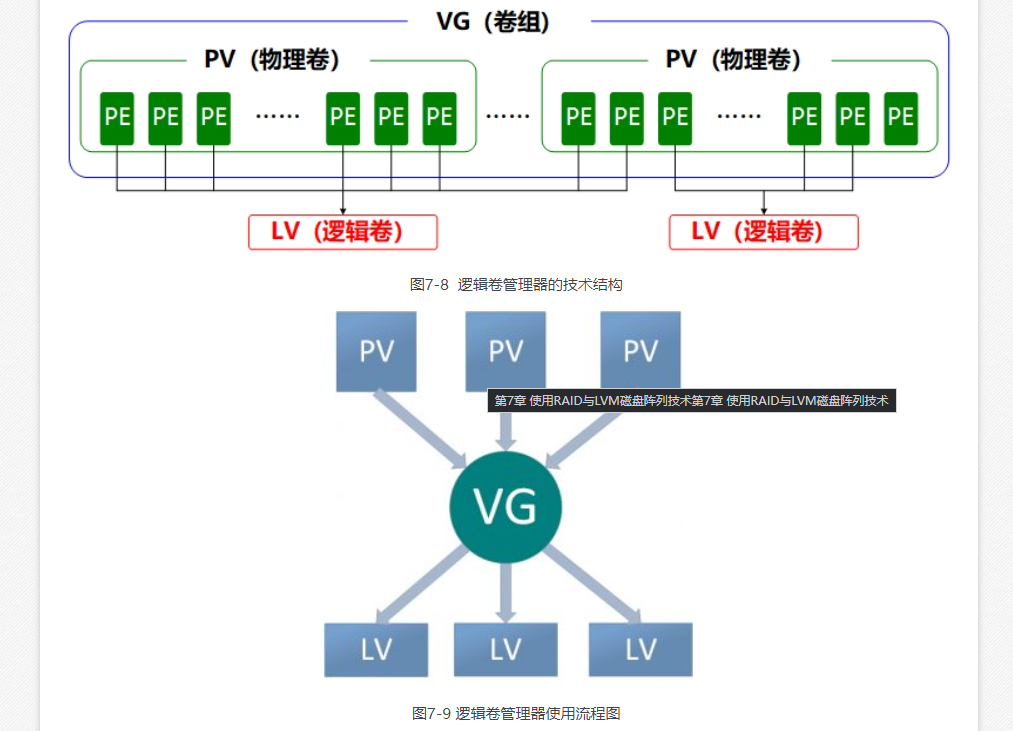 VG（卷组）
PV（物理卷） PV（物理卷）
PE PE PE …… PE PE PE …… PE PE PE …… PE PE PE
LV（逻辑卷） LV（逻辑卷）
图7-8 逻辑卷管理器的技术结构
PV PV PV
第7章 使用RAID与LVM磁盘阵列技术第7章 使用RAID与LVM磁盘阵列技术
VG
LV LV LV
图7-9 逻辑卷管理器使用流程图